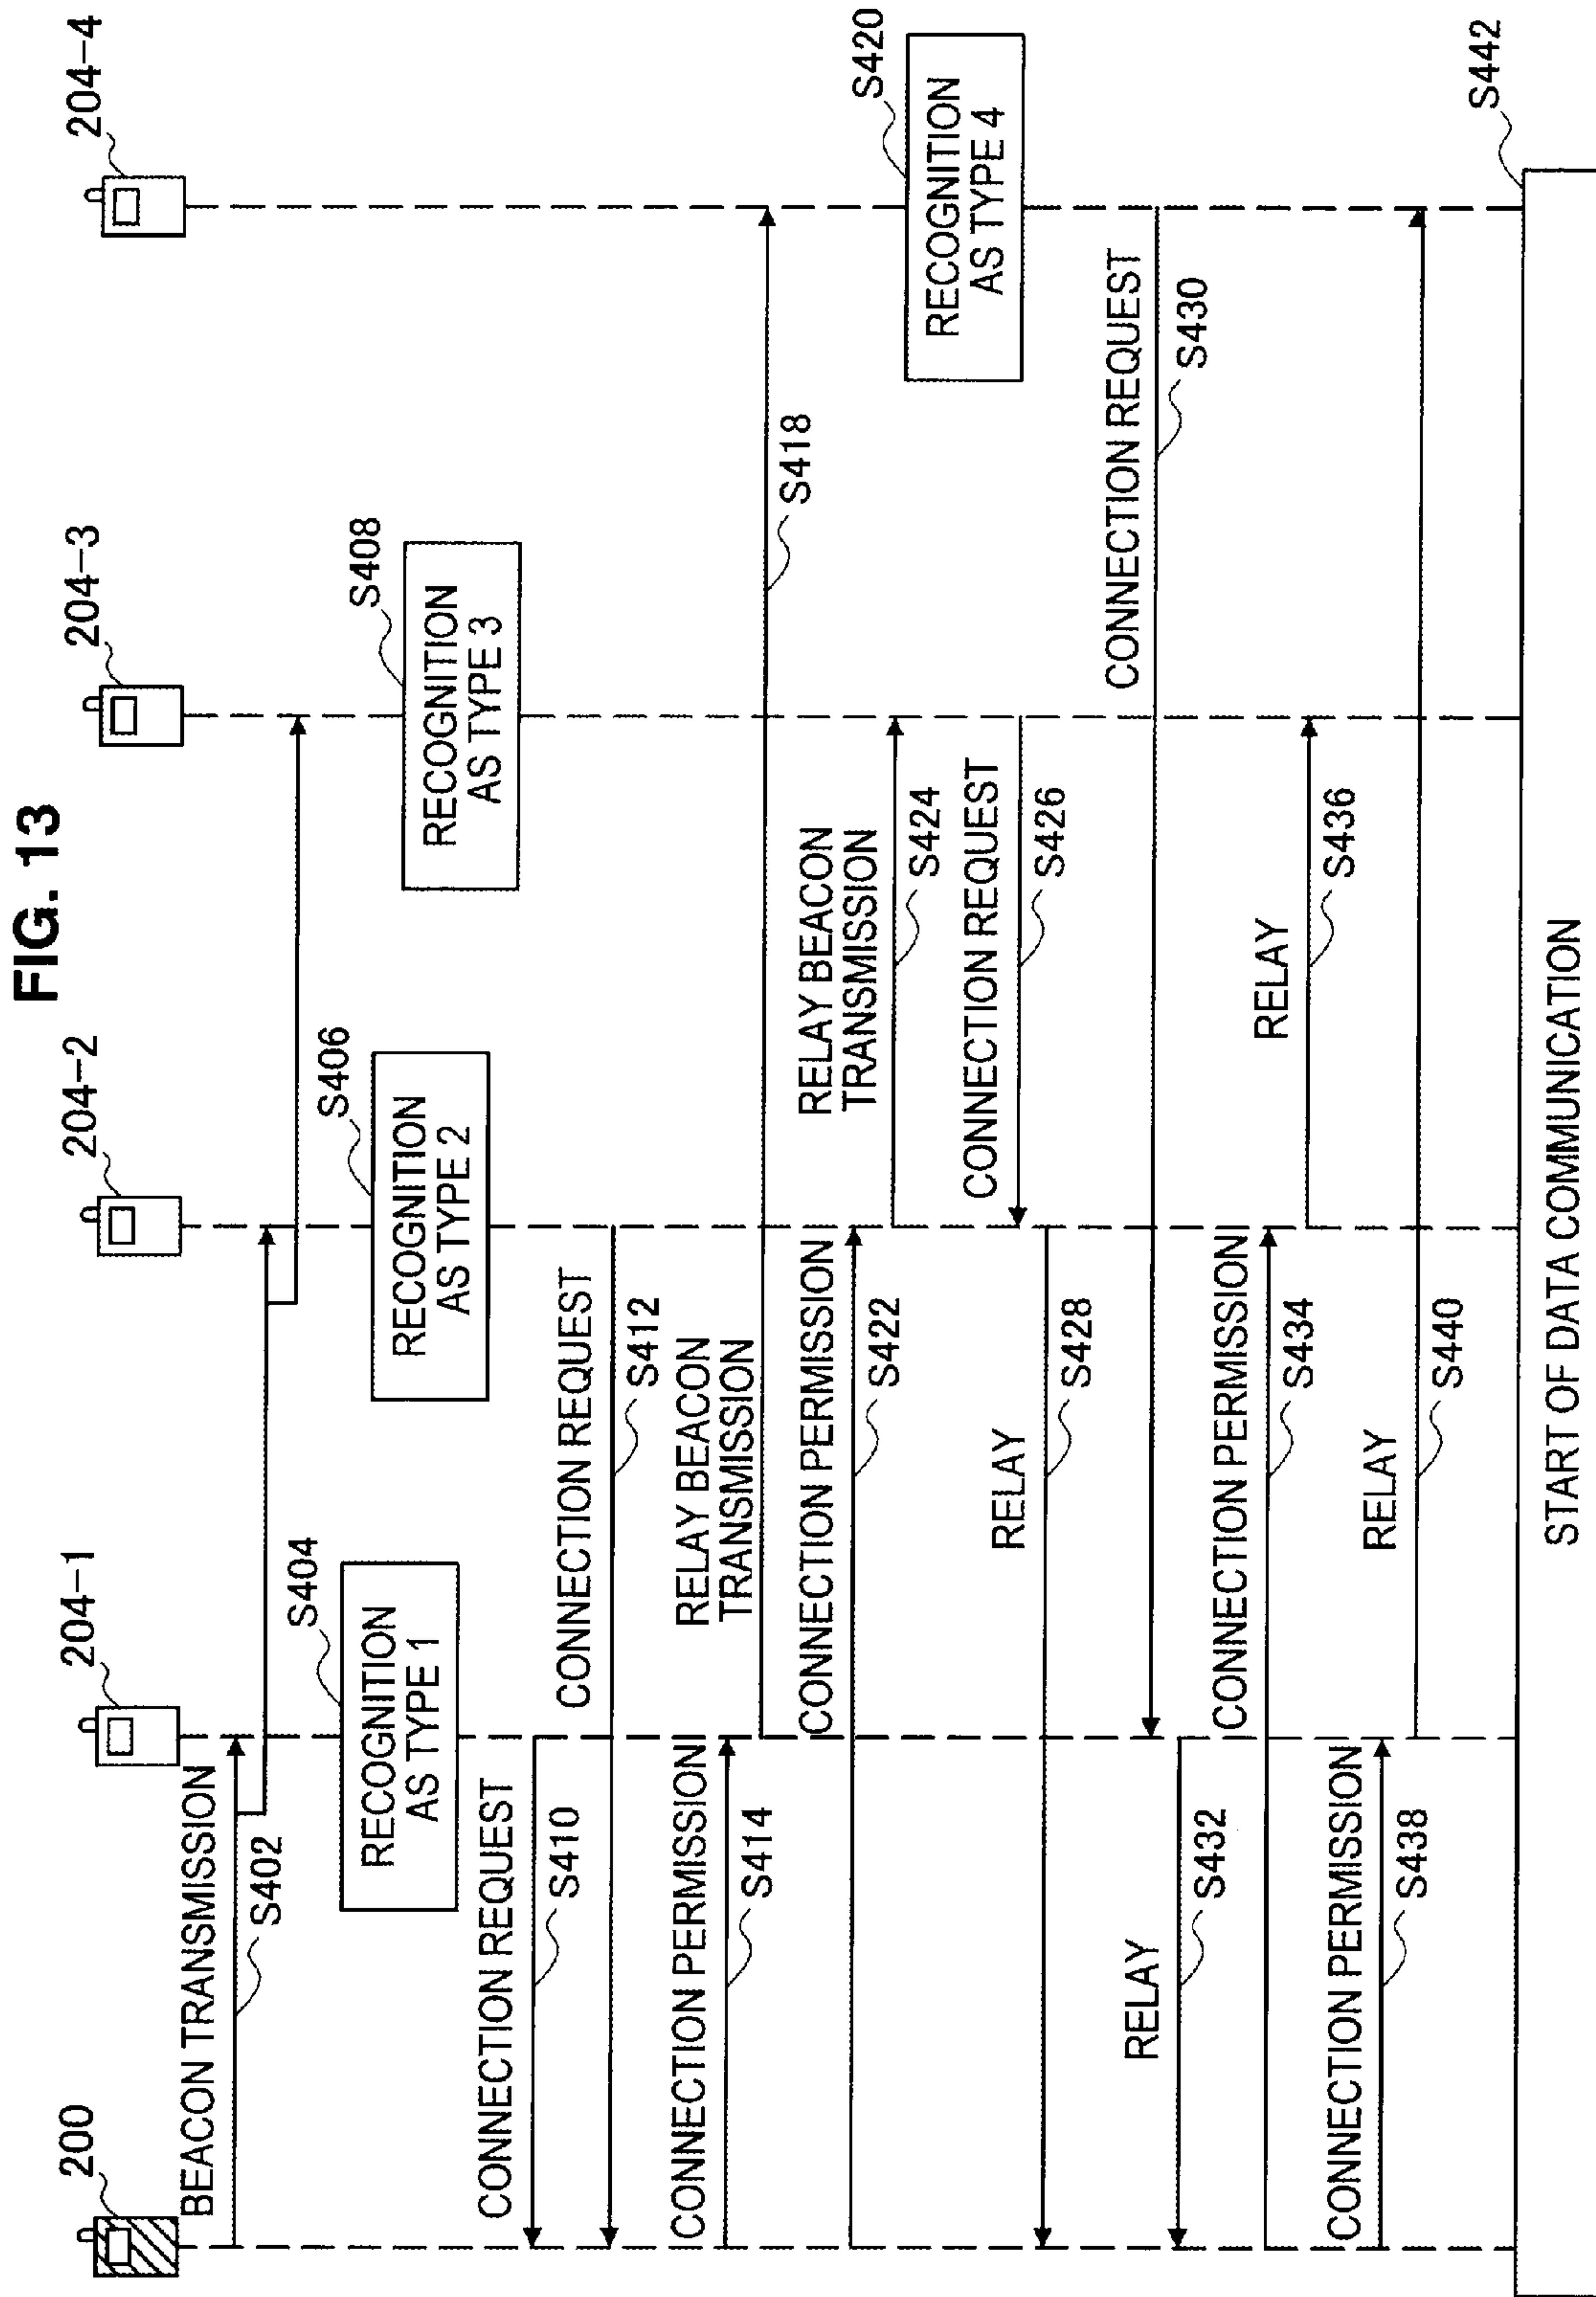 FIG. 13
200
204-1
204-2
204-3
204-4
BEACON TRANSMISSION
S402
RECOGNITION
AS TYPE 1
S404
RECOGNITION
AS TYPE 2
S406
RECOGNITION
AS TYPE 3
S408
CONNECTION REQUEST
S410
CONNECTION REQUEST
S412
CONNECTION PERMISSION
S414
RELAY BEACON
TRANSMISSION
S418
RECOGNITION
AS TYPE 4
S420
CONNECTION PERMISSION
S422
RELAY BEACON
TRANSMISSION
S424
CONNECTION REQUEST
S426
RELAY
S428
CONNECTION REQUEST
S430
RELAY
S432
CONNECTION PERMISSION
S434
RELAY
S436
CONNECTION PERMISSION
S438
RELAY
S440
START OF DATA COMMUNICATION
S442